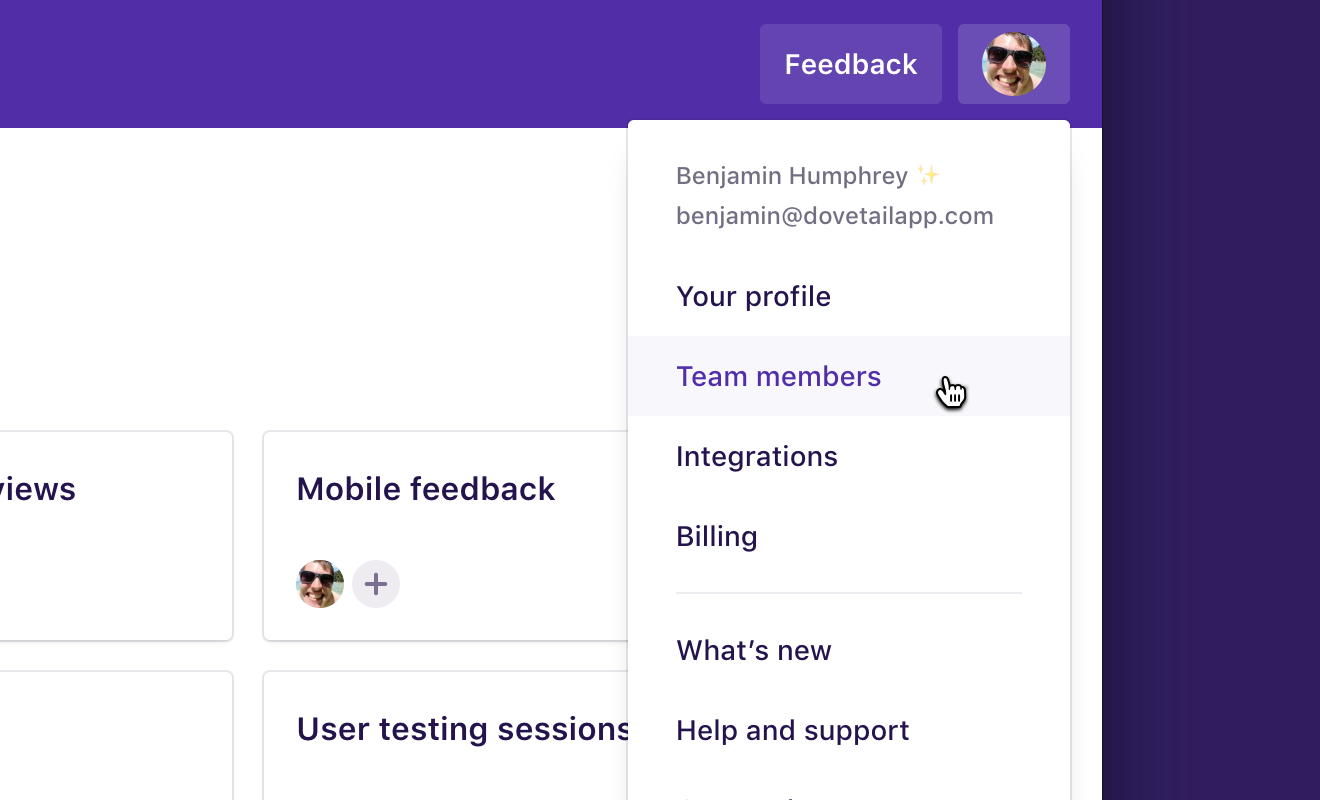 Feedback
Benjamin Humphrey ✨
benjamin@dovetailapp.com
Your profile
Team members
Integrations
Billing
What’s new
Help and support
Mobile feedback
User testing sessions